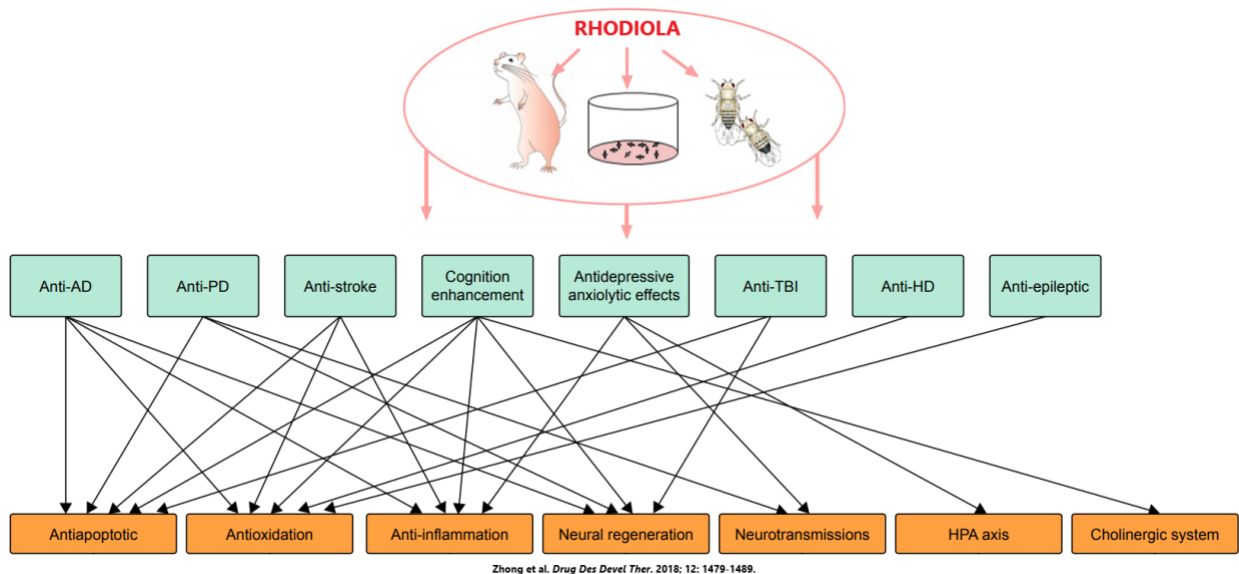 RHODIOLA
Anti-AD
Anti-PD
Anti-stroke
Cognition
enhancement
Antidepressive
anxiolytic effects
Anti-TBI
Anti-HD
Anti-epileptic
Antiapoptotic
Antioxidation
Anti-inflammation
Neural regeneration
Neurotransmissions
HPA axis
Cholinergic system
Zhong et al. Drug Des Devel Ther. 2018; 12: 1479-1489.